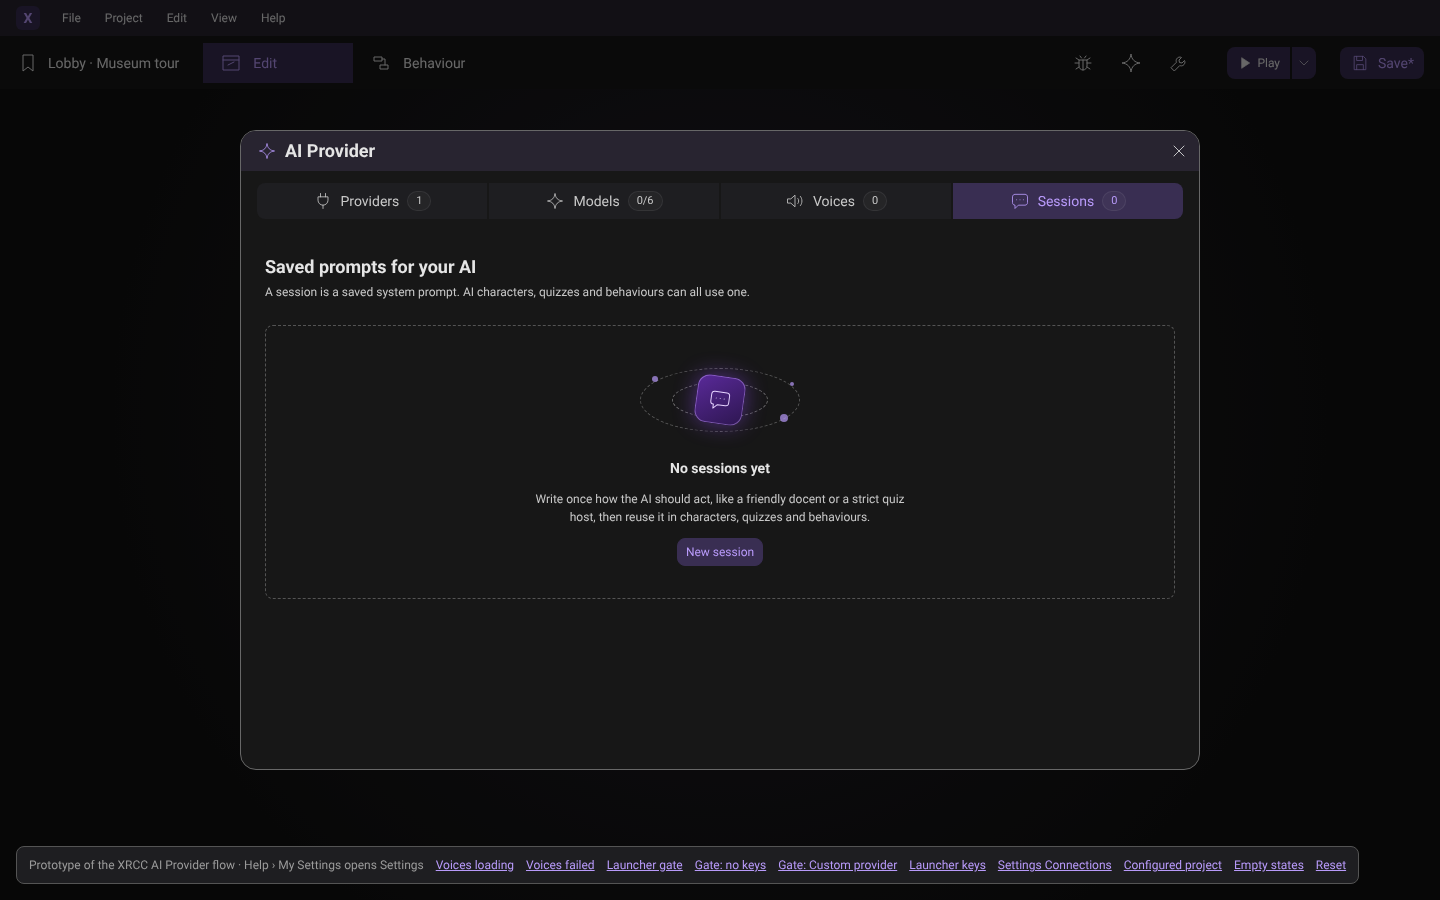 X File Project Edit View Help
Lobby · Museum tour Edit Behaviour Play Save*
AI Provider
Providers 1 Models 0/6 Voices 0 Sessions 0
Saved prompts for your AI
A session is a saved system prompt. AI characters, quizzes and behaviours can all use one.
No sessions yet
Write once how the AI should act, like a friendly docent or a strict quiz
host, then reuse it in characters, quizzes and behaviours.
New session
Prototype of the XRCC AI Provider flow · Help › My Settings opens Settings Voices loading Voices failed Launcher gate Gate: no keys Gate: Custom provider Launcher keys Settings Connections Configured project Empty states Reset